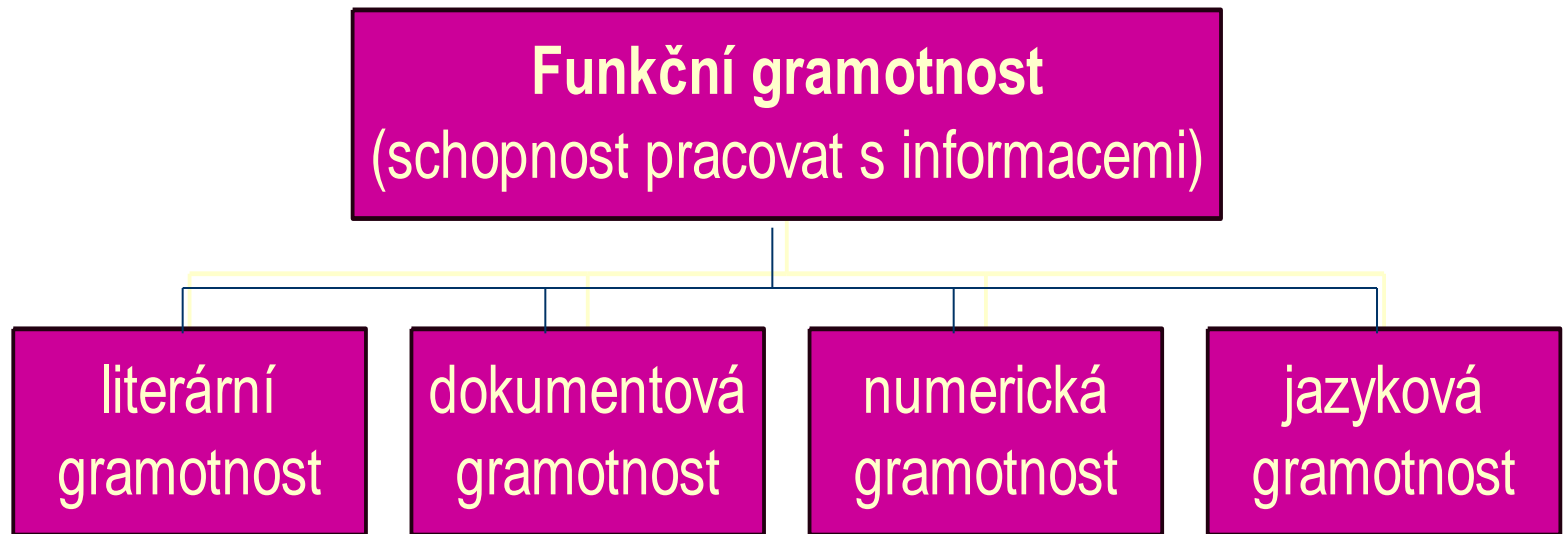 Funkční gramotnost
(schopnost pracovat s informacemi)
literární
gramotnost
dokumentová
gramotnost
numerická
gramotnost
jazyková
gramotnost